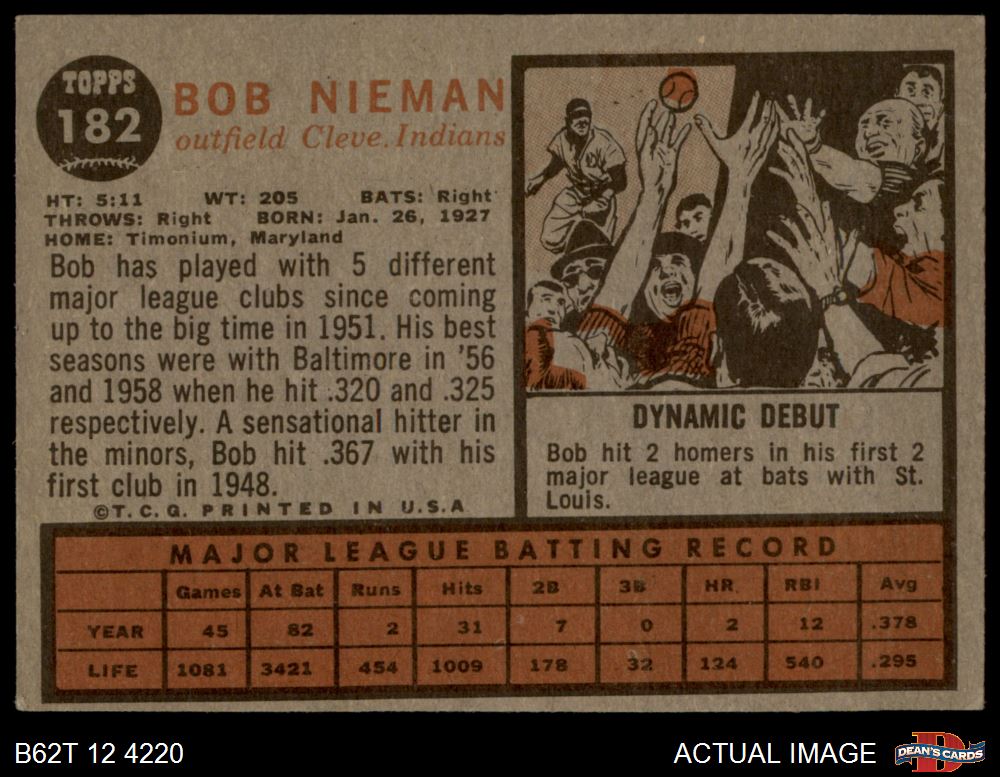 TOPPS
182
BOB NIEMAN
outfield Cleve. Indians
HT: 5:11 WT: 205 BATS: Right
THROWS: Right BORN: Jan. 26, 1927
HOME: Timonium, Maryland
Bob has played with 5 different
major league clubs since coming
up to the big time in 1951. His best
seasons were with Baltimore in '56
and 1958 when he hit .320 and .325
respectively. A sensational hitter in
the minors, Bob hit .367 with his
first club in 1948.
©T.C.G. PRINTED IN U.S.A
DYNAMIC DEBUT
Bob hit 2 homers in his first 2
major league at bats with St.
Louis.
MAJOR LEAGUE BATTING RECORD
Games At Bat Runs Hits 2B 3B HR RBI Avg
YEAR 45 82 2 31 7 0 2 12 .378
LIFE 1081 3421 454 1009 178 32 124 540 .295
B62T 12 4220
ACTUAL IMAGE
DEAN'S CARDS